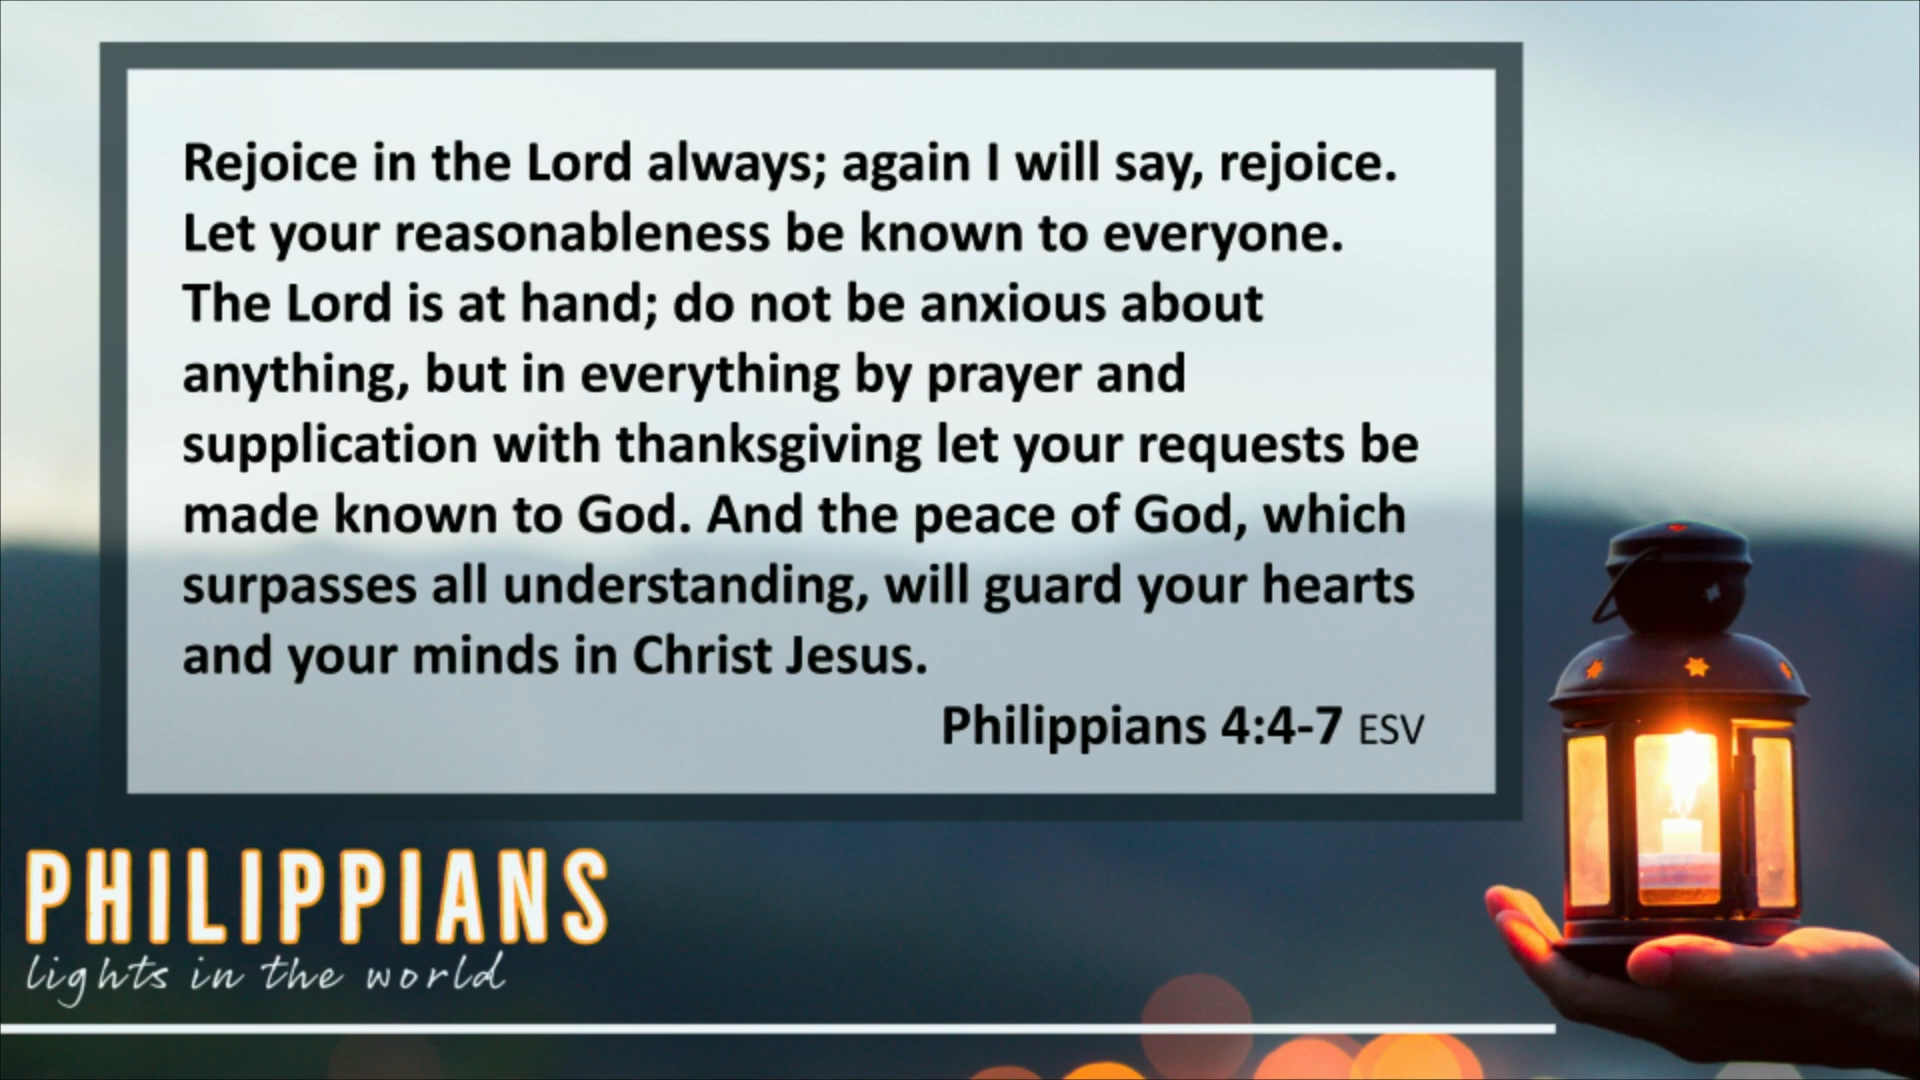 Rejoice in the Lord always; again I will say, rejoice.
Let your reasonableness be known to everyone.
The Lord is at hand; do not be anxious about
anything, but in everything by prayer and
supplication with thanksgiving let your requests be
made known to God. And the peace of God, which
surpasses all understanding, will guard your hearts
and your minds in Christ Jesus.
Philippians 4:4-7 ESV
PHILIPPIANS
lights in the world